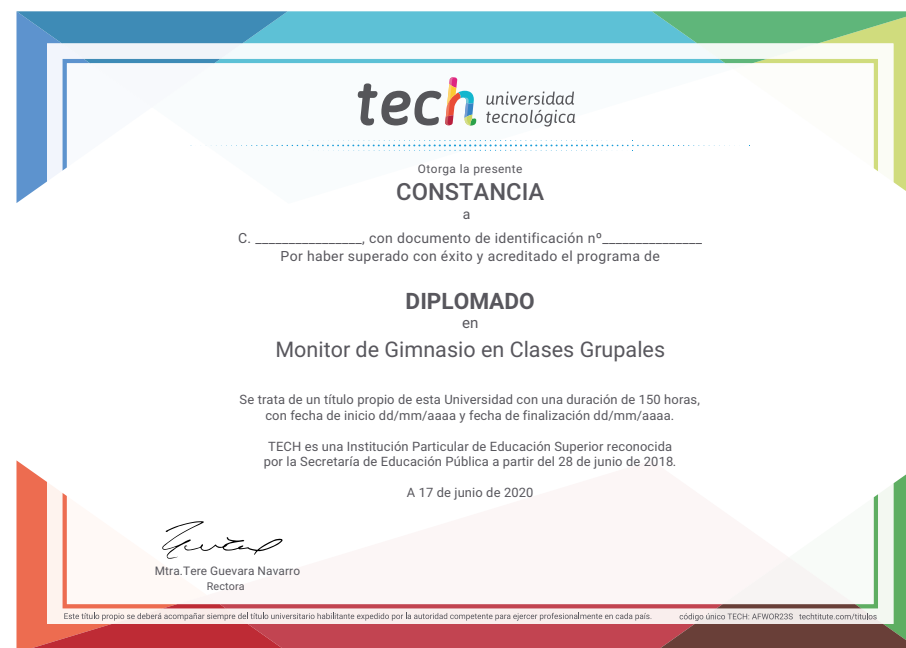 tech universidad
tecnológica
Otorga la presente
CONSTANCIA
a
C. ________________, con documento de identificación nº_______________
Por haber superado con éxito y acreditado el programa de
DIPLOMADO
en
Monitor de Gimnasio en Clases Grupales
Se trata de un título propio de esta Universidad con una duración de 150 horas,
con fecha de inicio dd/mm/aaaa y fecha de finalización dd/mm/aaaa.
TECH es una Institución Particular de Educación Superior reconocida
por la Secretaría de Educación Pública a partir del 28 de junio de 2018.
A 17 de junio de 2020
Mtra.Tere Guevara Navarro
Rectora
Este título propio se deberá acompañar siempre del título universitario habilitante expedido por la autoridad competente para ejercer profesionalmente en cada país. código único TECH: AFWOR23S techtitute.com/titulos